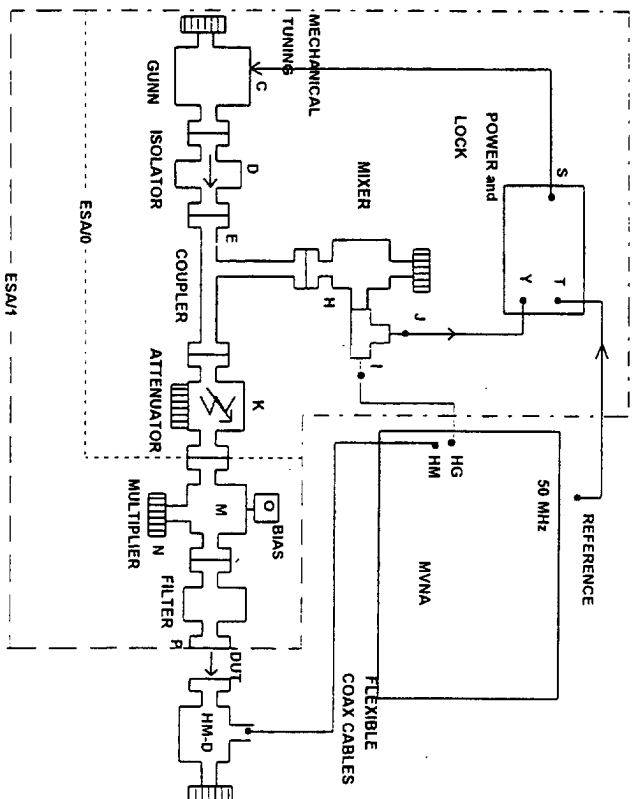 REFERENCE
50 MHz
S
T
Y
POWER and
LOCK
HG
HM
MVNA
J
I
FLEXIBLE
COAX CABLES
MIXER
H
MECHANICAL
TUNING
BIAS
O
C
D
E
K
M
DUT
HM-D
P
GUNN
ISOLATOR
COUPLER
ATTENUATOR
N
MULTIPLIER
FILTER
ESA/0
ESA/1